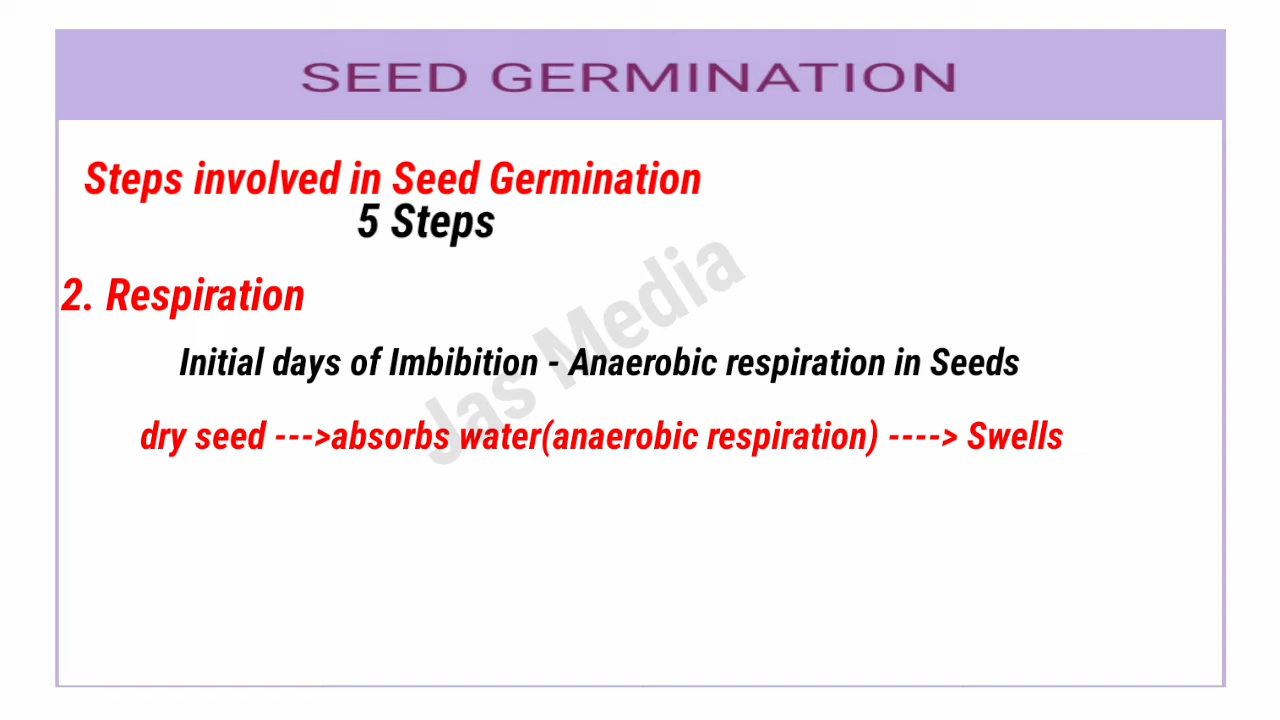 SEED GERMINATION
Steps involved in Seed Germination
5 Steps
2. Respiration
Initial days of Imbibition - Anaerobic respiration in Seeds
dry seed --->absorbs water(anaerobic respiration) ----> Swells
Jas Media